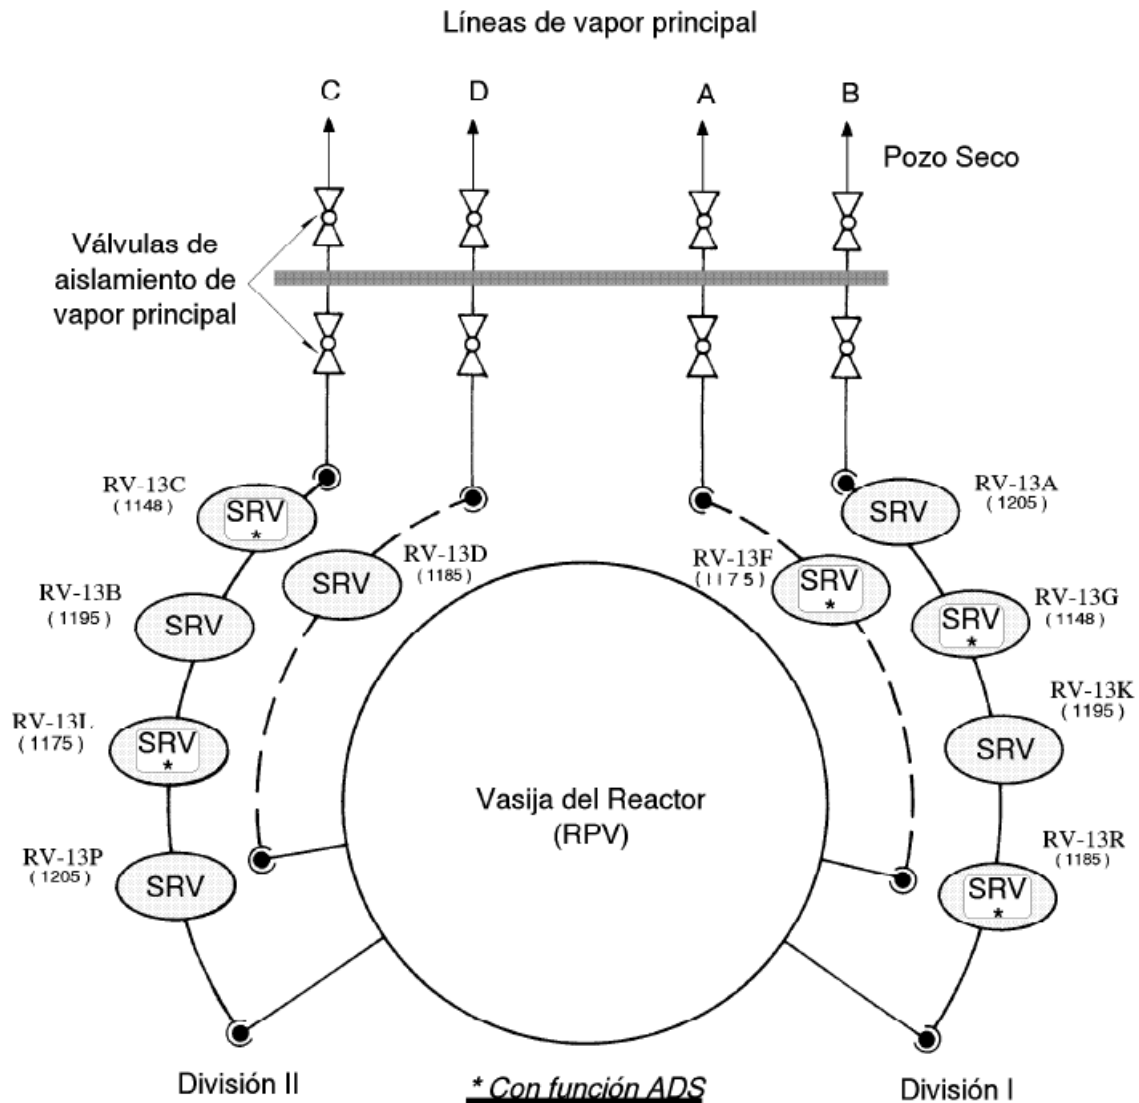 Líneas de vapor principal
C
D
A
B
Pozo Seco
Válvulas de
aislamiento de
vapor principal
RV-13C
(1148)
SRV
*
RV-13D
(1185)
SRV
RV-13F
(1175)
SRV
*
RV-13A
(1205)
SRV
RV-13B
(1195)
SRV
RV-13G
(1148)
SRV
*
RV-13L
(1175)
SRV
*
RV-13K
(1195)
SRV
Vasija del Reactor
(RPV)
RV-13P
(1205)
SRV
RV-13R
(1185)
SRV
*
División II
* Con función ADS
División I